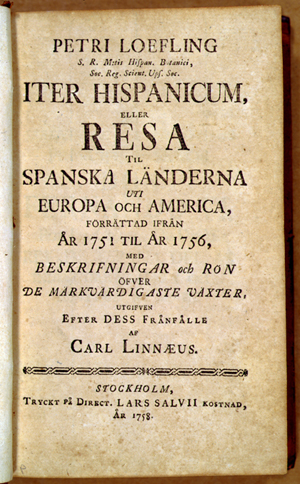 PETRI LOEFLING
S. R. M:tis Hispan. Botanici,
Soc. Reg. Scient. Ups. Soc.
ITER HISPANICUM,
ELLER
RESA
TIL
SPANSKA LÄNDERNA
UTI
EUROPA OCH AMERICA,
FÖRRÄTTAD IFRÅN
ÅR 1751 TIL ÅR 1756,
MED
BESKRIFNINGAR och RÖN
ÖFVER
DE MÄRKVÄRDIGASTE VÄXTER,
UTGIFVEN
EFTER DESS FRÅNFÄLLE
AF
CARL LINNÆUS.
STOCKHOLM,
TRYCKT PÅ DIRECT. LARS SALVII KOSTNAD,
ÅR 1758.